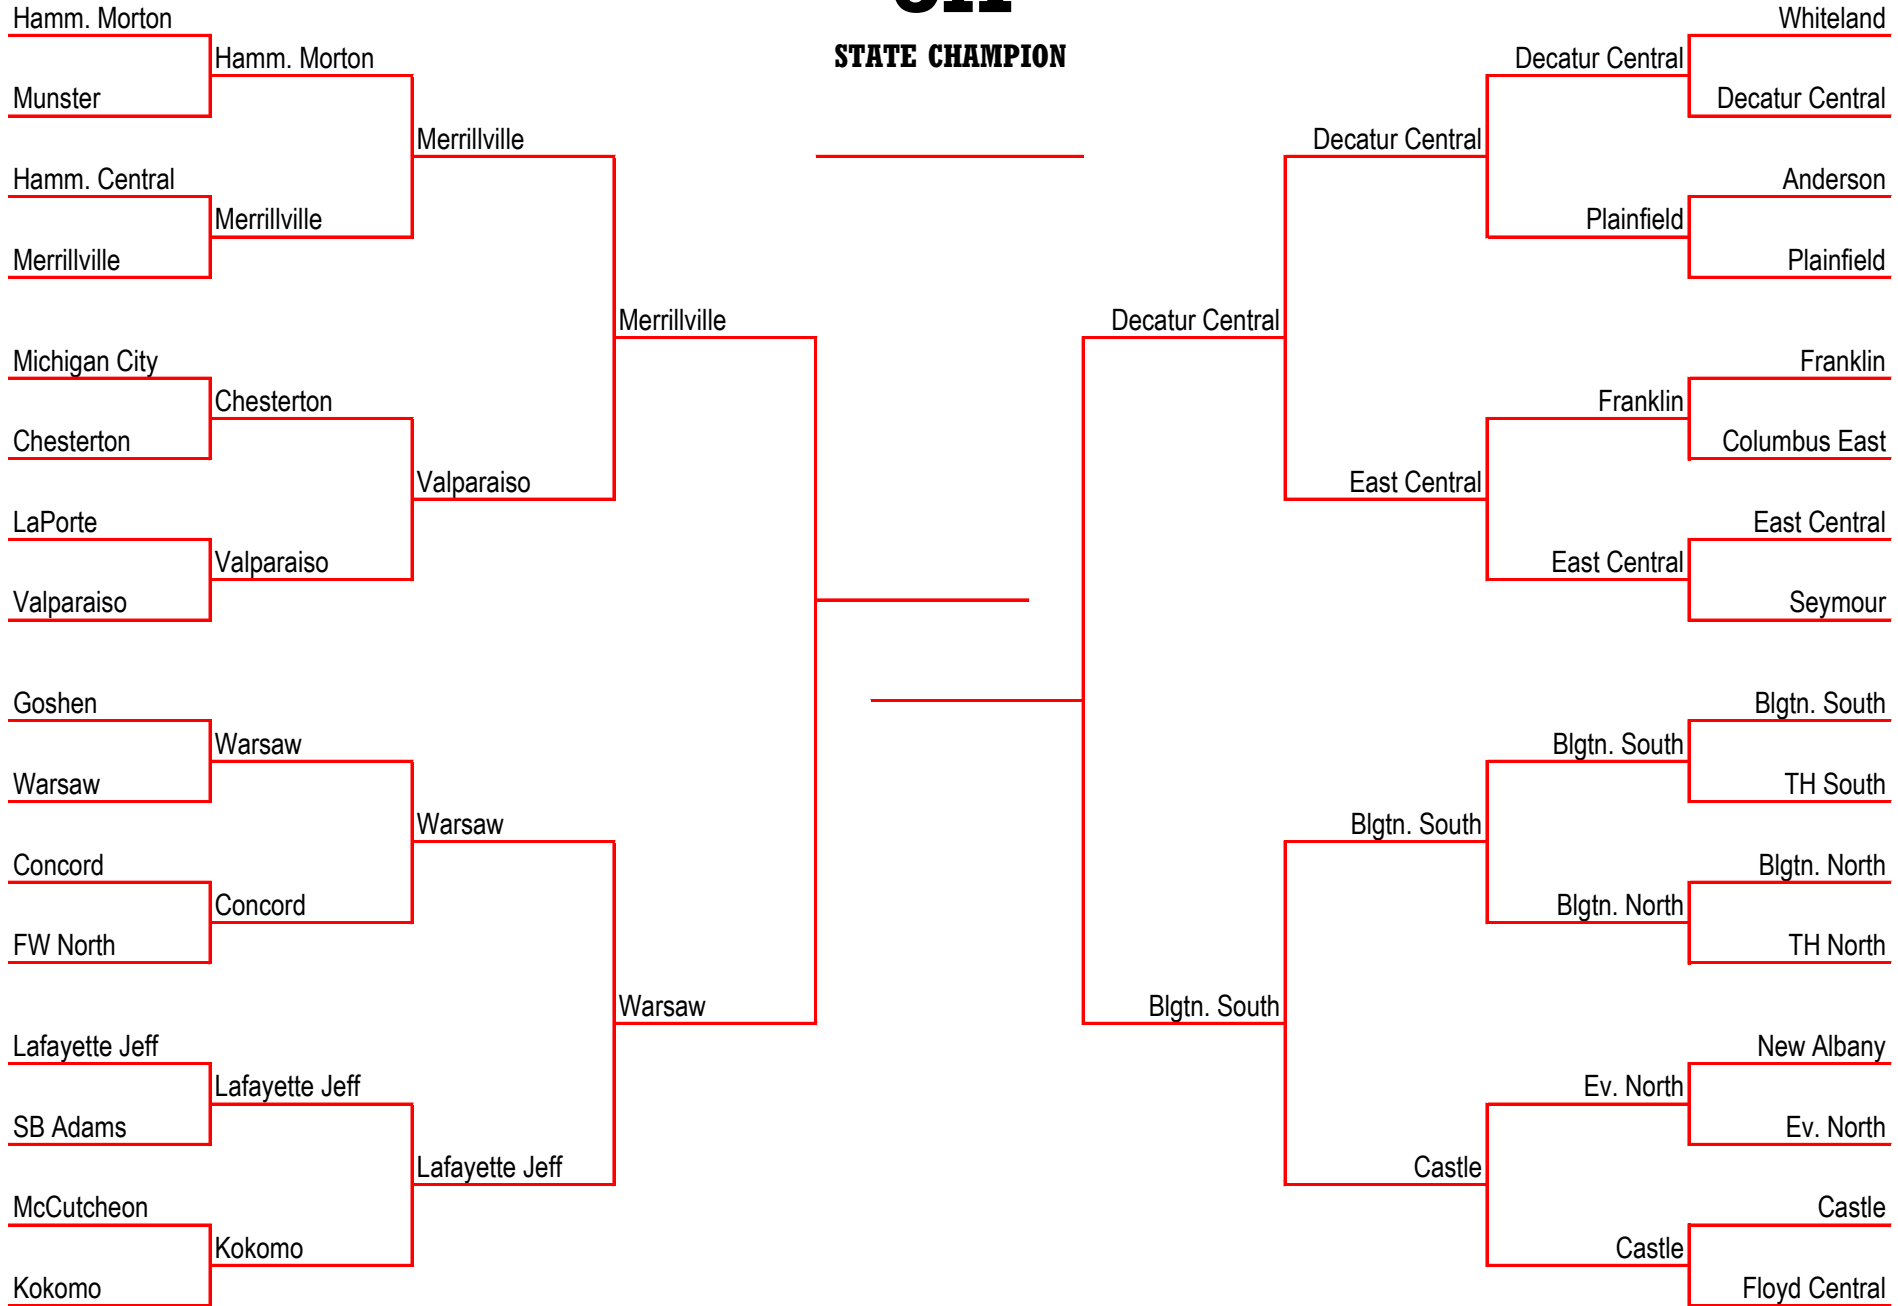 STATE CHAMPION
Hamm. Morton
Munster
Hamm. Central
Merrillville
Michigan City
Chesterton
LaPorte
Valparaiso
Goshen
Warsaw
Concord
FW North
Lafayette Jeff
SB Adams
McCutcheon
Kokomo
Hamm. Morton
Merrillville
Chesterton
Valparaiso
Warsaw
Concord
Lafayette Jeff
Kokomo
Merrillville
Valparaiso
Warsaw
Lafayette Jeff
Merrillville
Warsaw
Decatur Central
Blgtn. South
Decatur Central
East Central
Blgtn. South
Castle
Decatur Central
Plainfield
Franklin
East Central
Blgtn. South
Blgtn. North
Ev. North
Castle
Whiteland
Decatur Central
Anderson
Plainfield
Franklin
Columbus East
East Central
Seymour
Blgtn. South
TH South
Blgtn. North
TH North
New Albany
Ev. North
Castle
Floyd Central